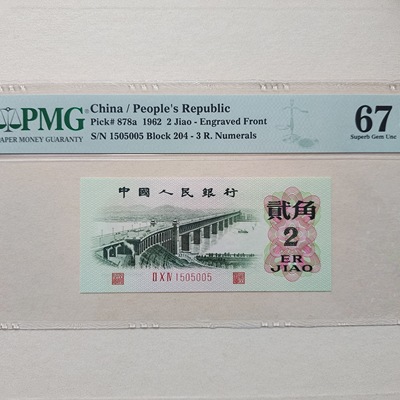 PMG
PAPER MONEY GUARANTY
China / People's Republic
Pick# 878a 1962 2 Jiao - Engraved Front
S/N 1505005 Block 204 - 3 R. Numerals
67
Superb Gem Unc
中國人民銀行
貳角
2
ER
JIAO
II X IV 1505005